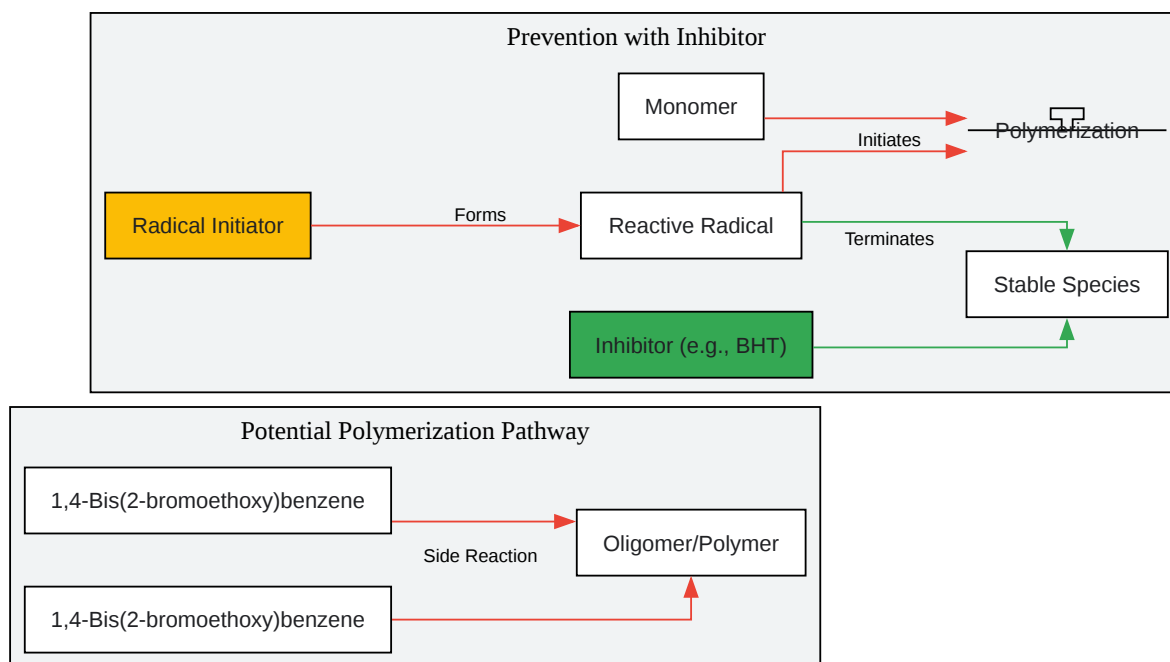 Prevention with Inhibitor
Monomer
Polymerization
Initiates
Radical Initiator
Forms
Reactive Radical
Terminates
Stable Species
Inhibitor (e.g., BHT)
Potential Polymerization Pathway
1,4-Bis(2-bromoethoxy)benzene
Side Reaction
Oligomer/Polymer
1,4-Bis(2-bromoethoxy)benzene